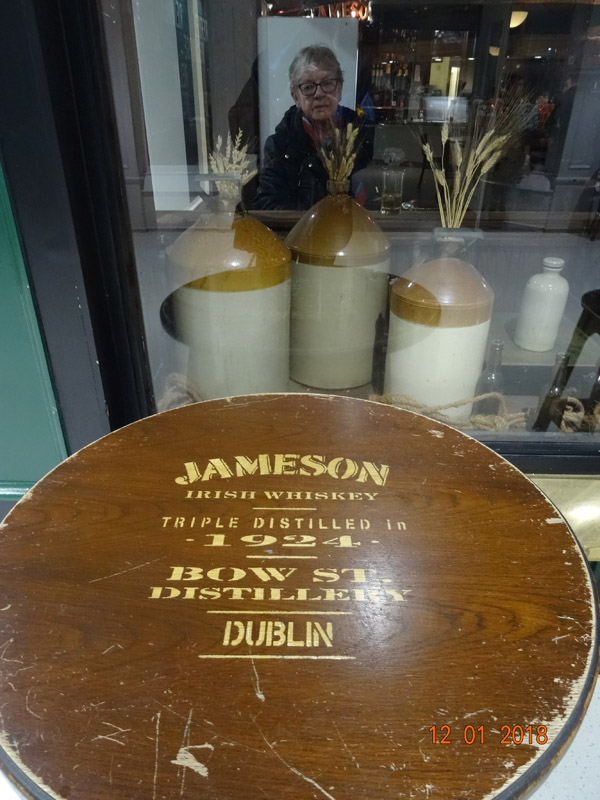 JAMESON
IRISH WHISKEY
TRIPLE DISTILLED in
·1924·
BOW ST.
DISTILLERY
DUBLIN
12 01 2018